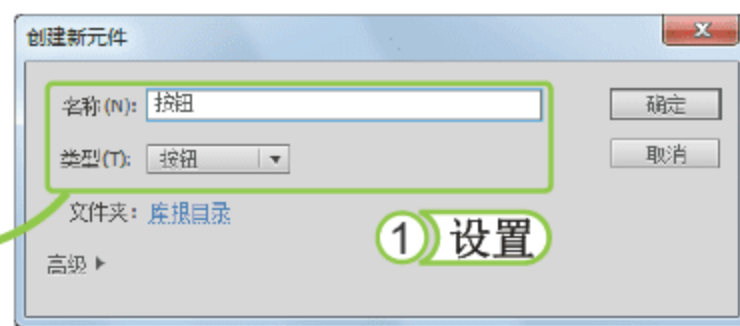 创建新元件
名称(N): 按钮
确定
类型(T): 按钮
取消
文件夹: 库根目录
① 设置
高级